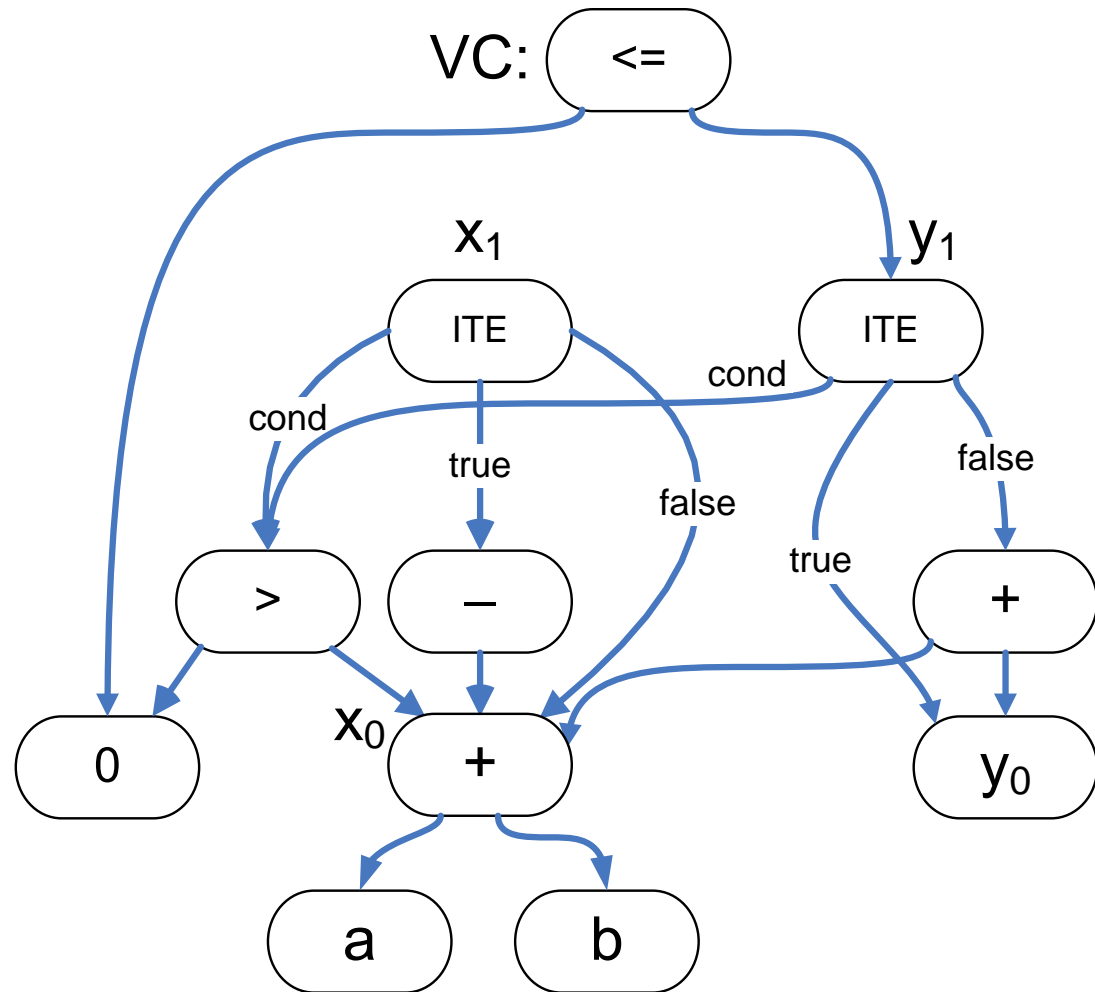 VC:
<=
x₁
y₁
ITE
ITE
cond
cond
true
false
false
true
>
–
+
x₀
0
+
y₀
a
b